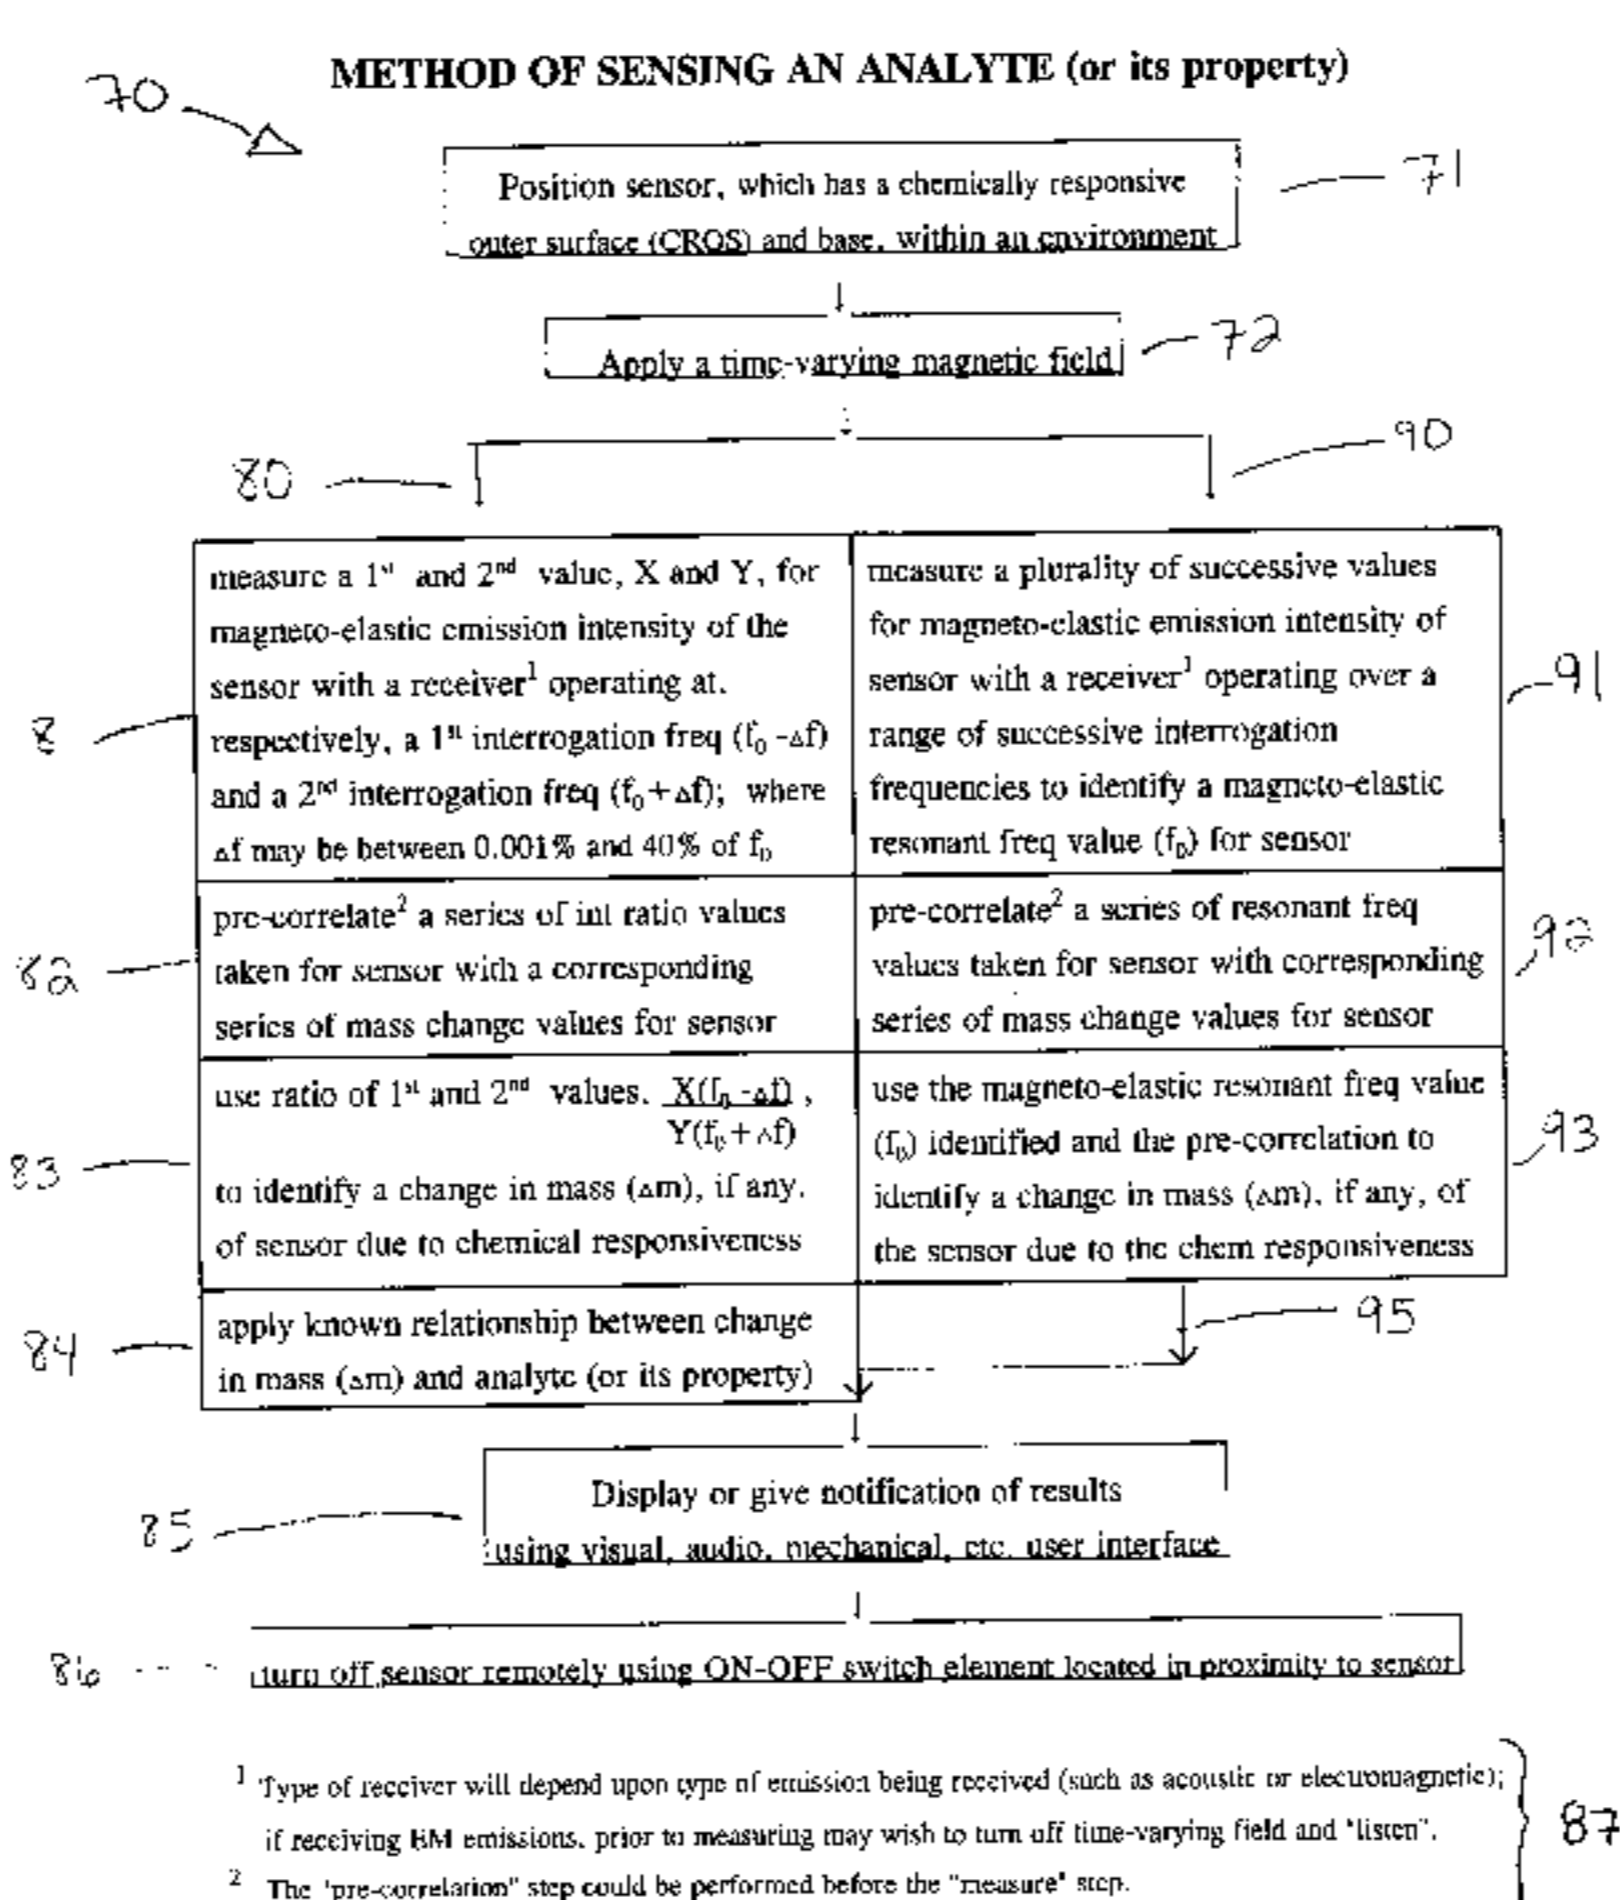 METHOD OF SENSING AN ANALYTE (or its property)
70
Position sensor, which has a chemically responsive
outer surface (CROS) and base, within an environment
71
Apply a time-varying magnetic field
72
80
90
measure a 1st and 2nd value, X and Y, for
magneto-elastic emission intensity of the
sensor with a receiver1 operating at.
respectively, a 1st interrogation freq (f0 -Δf)
and a 2nd interrogation freq (f0+Δf); where
Δf may be between 0.001% and 40% of f0
8
measure a plurality of successive values
for magneto-elastic emission intensity of
sensor with a receiver1 operating over a
range of successive interrogation
frequencies to identify a magneto-elastic
resonant freq value (f0) for sensor
91
pre-correlate2 a series of int ratio values
taken for sensor with a corresponding
series of mass change values for sensor
82
pre-correlate2 a series of resonant freq
values taken for sensor with corresponding
series of mass change values for sensor
92
use ratio of 1st and 2nd values, X(f0 -Δf) ,
Y(f0+Δf)
to identify a change in mass (Δm), if any,
of sensor due to chemical responsiveness
83
use the magneto-elastic resonant freq value
(f0) identified and the pre-correlation to
identify a change in mass (Δm), if any, of
the sensor due to the chem responsiveness
93
apply known relationship between change
in mass (Δm) and analyte (or its property)
84
95
Display or give notification of results
using visual, audio, mechanical, etc. user interface
85
turn off sensor remotely using ON-OFF switch element located in proximity to sensor
86
1 Type of receiver will depend upon type of emission being received (such as acoustic or electromagnetic);
if receiving EM emissions, prior to measuring may wish to turn off time-varying field and "listen".
2 The "pre-correlation" step could be performed before the "measure" step.
87